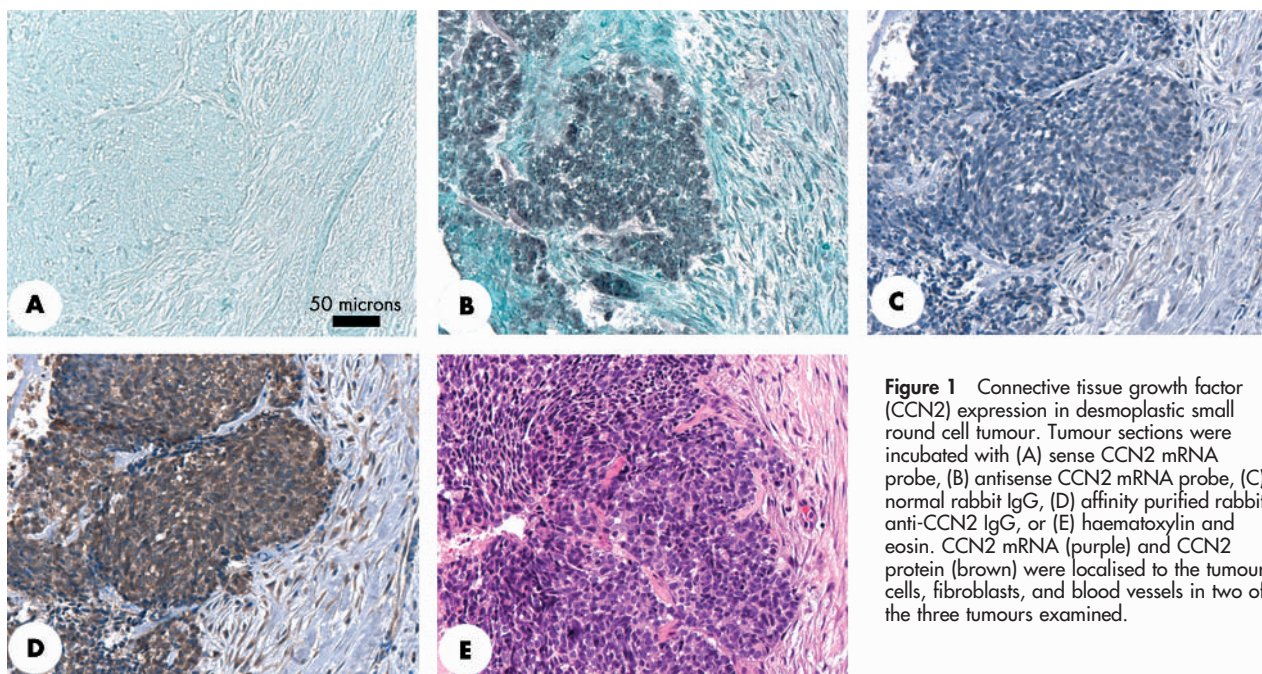 A
50 microns
B
C
D
E
Figure 1 Connective tissue growth factor
(CCN2) expression in desmoplastic small
round cell tumour. Tumour sections were
incubated with (A) sense CCN2 mRNA
probe, (B) antisense CCN2 mRNA probe, (C)
normal rabbit IgG, (D) affinity purified rabbit
anti-CCN2 IgG, or (E) haematoxylin and
eosin. CCN2 mRNA (purple) and CCN2
protein (brown) were localised to the tumour
cells, fibroblasts, and blood vessels in two of
the three tumours examined.